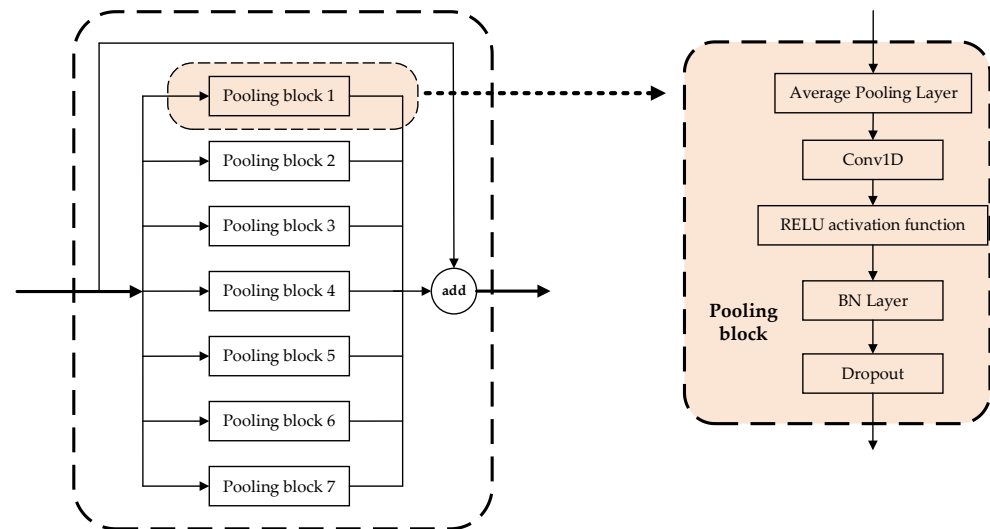 Pooling block 1
Pooling block 2
Pooling block 3
Pooling block 4
Pooling block 5
Pooling block 6
Pooling block 7
add
Average Pooling Layer
Conv1D
RELU activation function
BN Layer
Pooling
block
Dropout